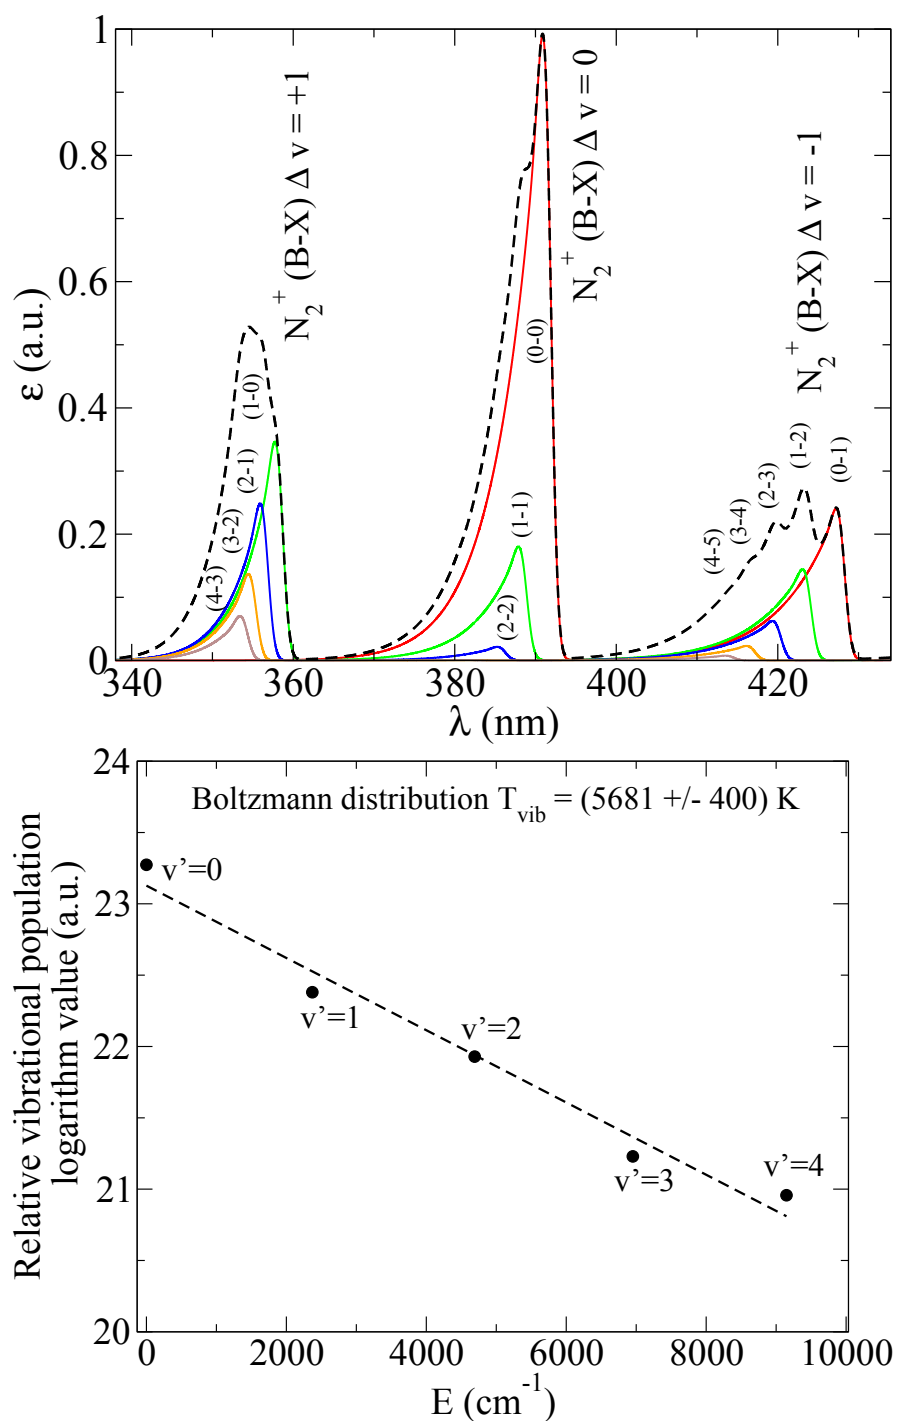 1
0.8
0.6
0.4
0.2
0
ε (a.u.)
N₂⁺ (B-X) Δ v = +1
N₂⁺ (B-X) Δ v = 0
N₂⁺ (B-X) Δ v = -1
(4-3)
(3-2)
(2-1)
(1-0)
(0-0)
(1-1)
(2-2)
(4-5)
(3-4)
(2-3)
(1-2)
(0-1)
340
360
380
400
420
λ (nm)
24
23
22
21
20
Relative vibrational population
logarithm value (a.u.)
Boltzmann distribution T_vib = (5681 +/- 400) K
v’=0
v’=1
v’=2
v’=3
v’=4
0
2000
4000
6000
8000
10000
E (cm⁻¹)